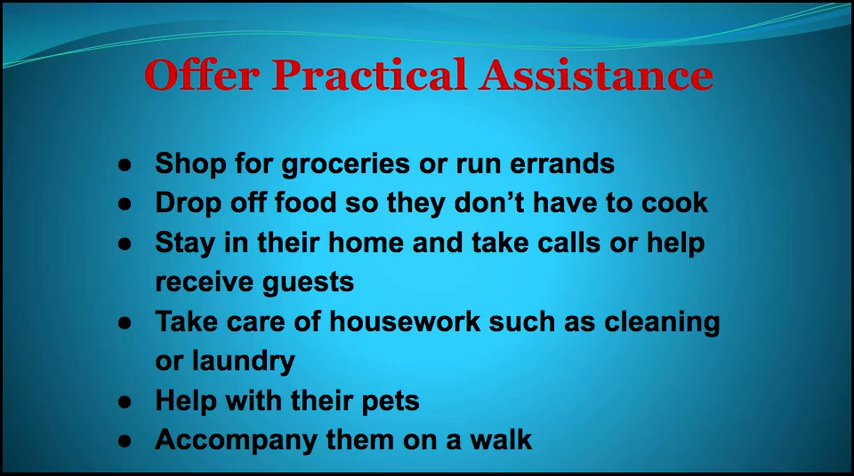 Offer Practical Assistance
● Shop for groceries or run errands
● Drop off food so they don’t have to cook
● Stay in their home and take calls or help
receive guests
● Take care of housework such as cleaning
or laundry
● Help with their pets
● Accompany them on a walk